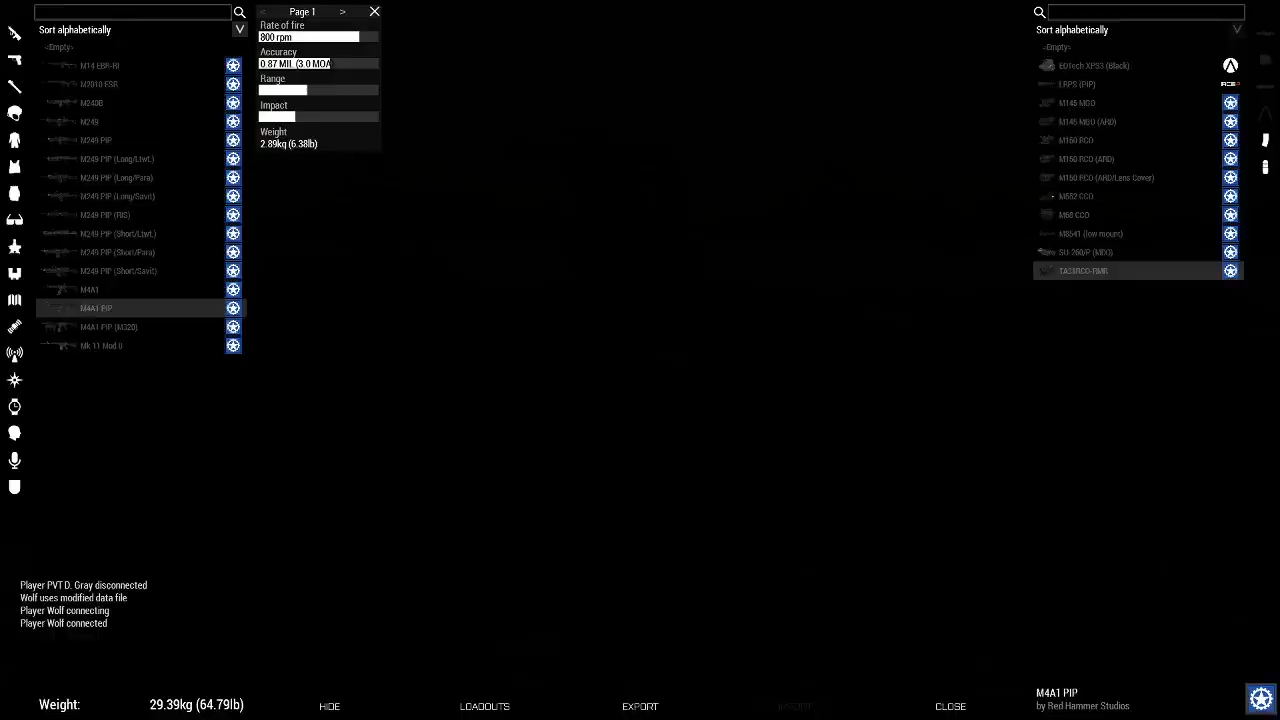 Sort alphabetically
<Empty>
M14 EBR-RI
M2010 ESR
M240B
M249
M249 PIP
M249 PIP (Long/Ltwt.)
M249 PIP (Long/Para)
M249 PIP (Long/Savit)
M249 PIP (RIS)
M249 PIP (Short/Ltwt.)
M249 PIP (Short/Para)
M249 PIP (Short/Savit)
M4A1
M4A1 PIP
M4A1 PIP (M320)
Mk 11 Mod 0
< Page 1 >
Rate of fire
800 rpm
Accuracy
0.87 MIL (3.0 MOA
Range
Impact
Weight
2.89kg (6.38lb)
Sort alphabetically
<Empty>
EOTech XPS3 (Black)
LRPS (PIP)
M145 MGO
M145 MGO (ARD)
M150 RCO
M150 RCO (ARD)
M150 RCO (ARD/Lens Cover)
M552 CCO
M68 CCO
M8541 (low mount)
SU-260/P (MDO)
TA31RCO-RMR
Player PVT D. Gray disconnected
Wolf uses modified data file
Player Wolf connecting
Player Wolf connected
Weight: 29.39kg (64.79lb)
HIDE
LOADOUTS
EXPORT
IMPORT
CLOSE
M4A1 PIP
by Red Hammer Studios